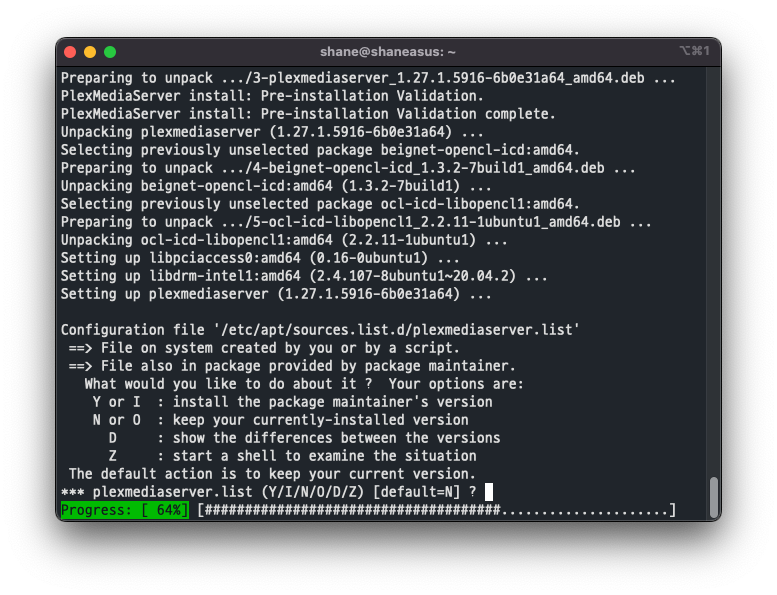 shane@shaneasus: ~
⌥⌘1
Preparing to unpack .../3-plexmediaserver_1.27.1.5916-6b0e31a64_amd64.deb ...
PlexMediaServer install: Pre-installation Validation.
PlexMediaServer install: Pre-installation Validation complete.
Unpacking plexmediaserver (1.27.1.5916-6b0e31a64) ...
Selecting previously unselected package beignet-opencl-icd:amd64.
Preparing to unpack .../4-beignet-opencl-icd_1.3.2-7build1_amd64.deb ...
Unpacking beignet-opencl-icd:amd64 (1.3.2-7build1) ...
Selecting previously unselected package ocl-icd-libopencl1:amd64.
Preparing to unpack .../5-ocl-icd-libopencl1_2.2.11-1ubuntu1_amd64.deb ...
Unpacking ocl-icd-libopencl1:amd64 (2.2.11-1ubuntu1) ...
Setting up libpciaccess0:amd64 (0.16-0ubuntu1) ...
Setting up libdrm-intel1:amd64 (2.4.107-8ubuntu1~20.04.2) ...
Setting up plexmediaserver (1.27.1.5916-6b0e31a64) ...

Configuration file '/etc/apt/sources.list.d/plexmediaserver.list'
 ==> File on system created by you or by a script.
 ==> File also in package provided by package maintainer.
   What would you like to do about it ?  Your options are:
    Y or I  : install the package maintainer's version
    N or O  : keep your currently-installed version
      D     : show the differences between the versions
      Z     : start a shell to examine the situation
 The default action is to keep your current version.
*** plexmediaserver.list (Y/I/N/O/D/Z) [default=N] ?
Progress: [ 64%] [#####################################.....................]